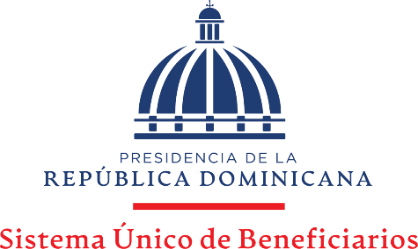 PRESIDENCIA DE LA
REPÚBLICA DOMINICANA
Sistema Único de Beneficiarios